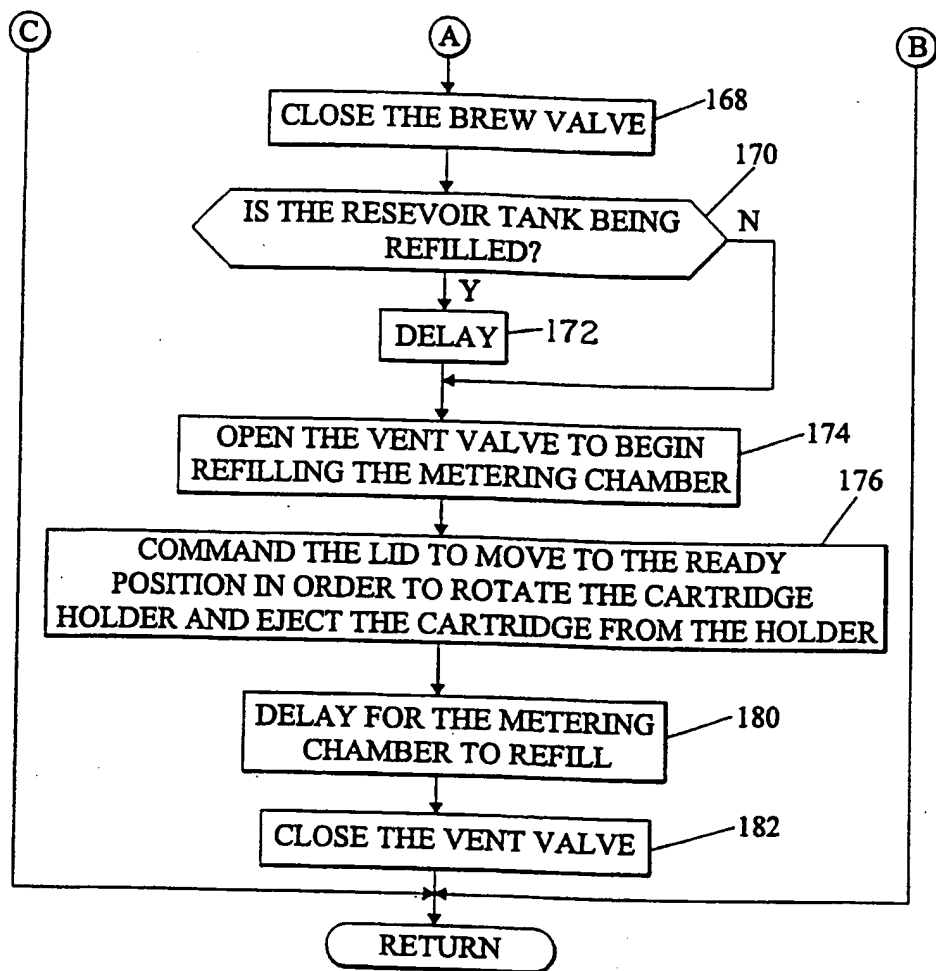 C
A
B
CLOSE THE BREW VALVE
168
170
IS THE RESEVOIR TANK BEING
REFILLED?
N
Y
DELAY
172
OPEN THE VENT VALVE TO BEGIN
REFILLING THE METERING CHAMBER
174
176
COMMAND THE LID TO MOVE TO THE READY
POSITION IN ORDER TO ROTATE THE CARTRIDGE
HOLDER AND EJECT THE CARTRIDGE FROM THE HOLDER
DELAY FOR THE METERING
CHAMBER TO REFILL
180
CLOSE THE VENT VALVE
182
RETURN